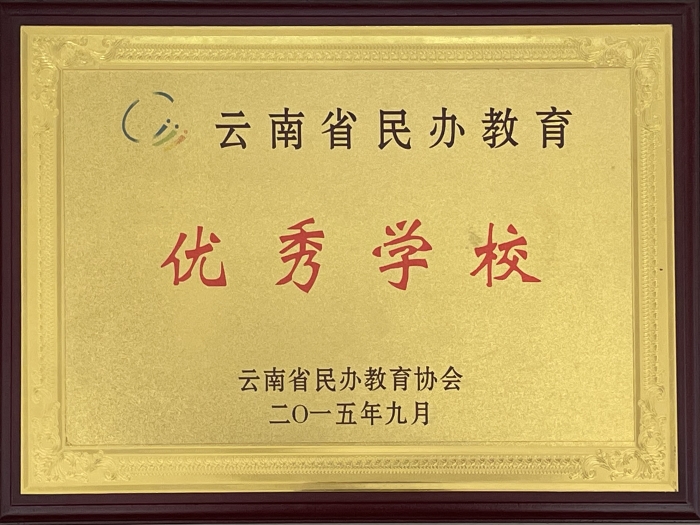 云南省民办教育
优秀学校
云南省民办教育协会
二〇一五年九月